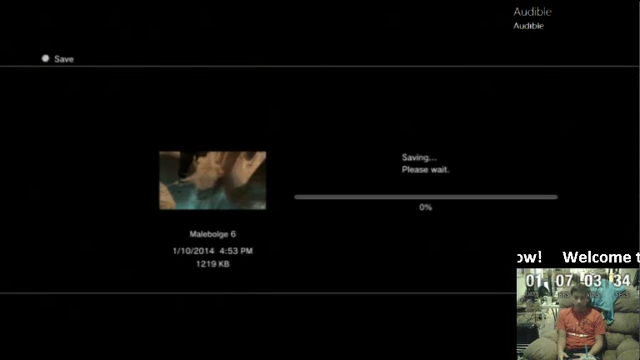 Audible
Audible
Save
Saving...
Please wait.
0%
Malebolge 6
1/10/2014 4:53 PM
1219 KB
ow! Welcome t
01 07 03 34